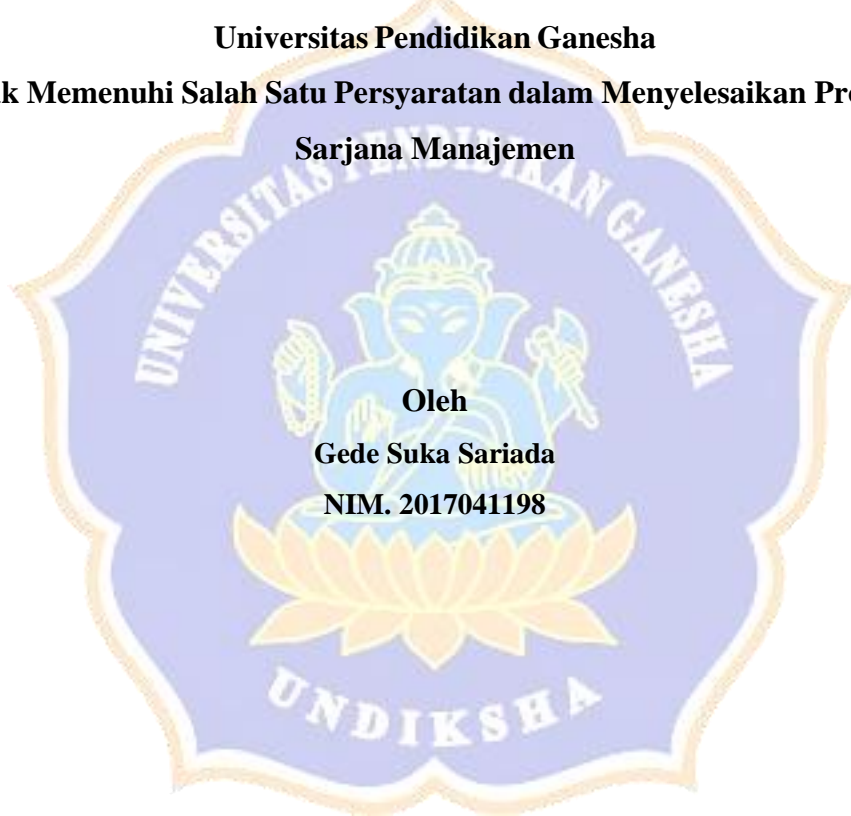 Universitas Pendidikan Ganesha
Memenuhi Salah Satu Persyaratan dalam Menyelesaikan
Sarjana Manajemen
UNIVERSITAS PENDIDIKAN GANESHA
Oleh
Gede Suka Sariada
NIM. 2017041198
UNDIKSHA